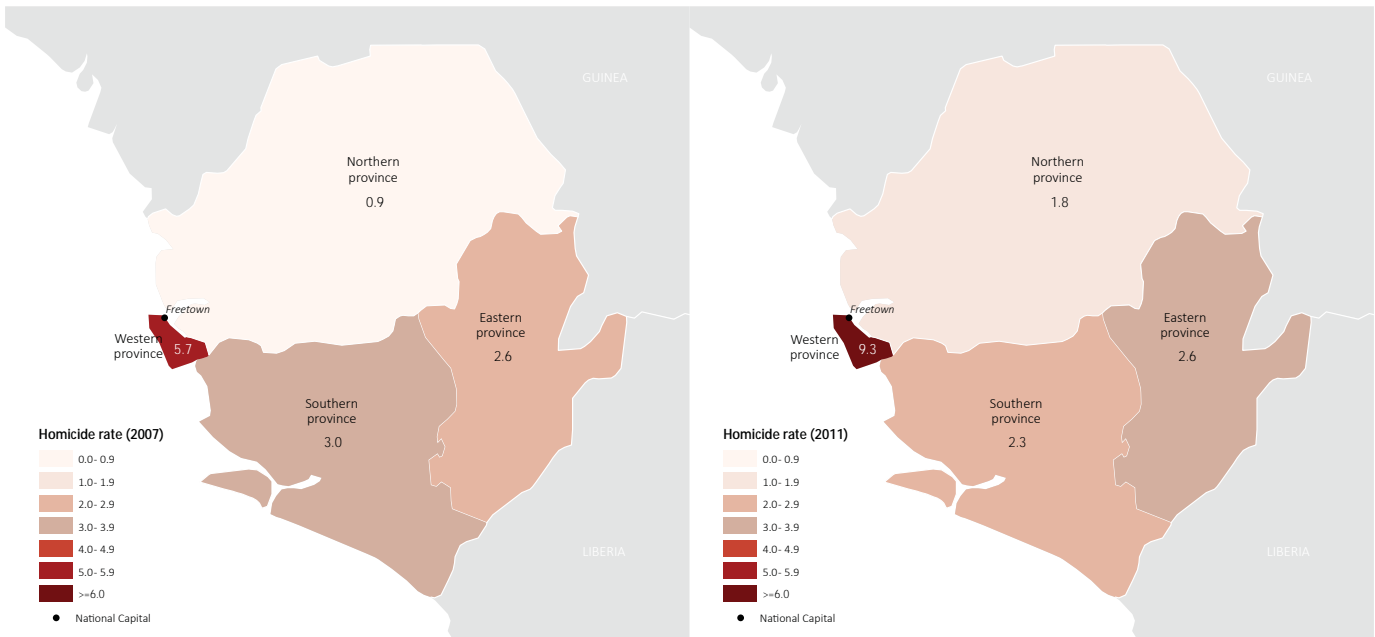 GUINEA
Northern
province
0.9
Freetown
Western
province
5.7
Eastern
province
2.6
Southern
province
3.0
Homicide rate (2007)
0.0- 0.9
1.0- 1.9
2.0- 2.9
3.0- 3.9
4.0- 4.9
5.0- 5.9
>=6.0
National Capital
LIBERIA
GUINEA
Northern
province
1.8
Freetown
Western
province
9.3
Eastern
province
2.6
Southern
province
2.3
Homicide rate (2011)
0.0- 0.9
1.0- 1.9
2.0- 2.9
3.0- 3.9
4.0- 4.9
5.0- 5.9
>=6.0
National Capital
LIBERIA